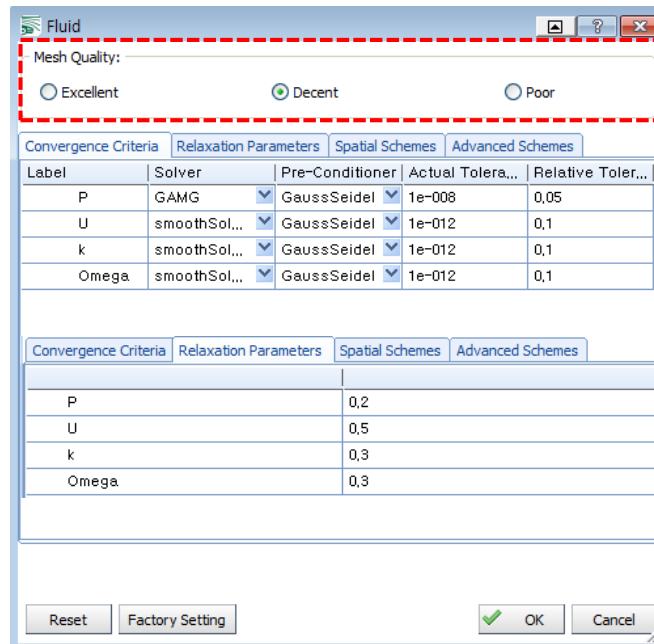 Fluid
Mesh Quality:
Excellent Decent Poor
Convergence Criteria Relaxation Parameters Spatial Schemes Advanced Schemes
Label Solver Pre-Conditioner Actual Tolera... Relative Toler...
P GAMG GaussSeidel 1e-008 0,05
U smoothSol... GaussSeidel 1e-012 0,1
k smoothSol... GaussSeidel 1e-012 0,1
Omega smoothSol... GaussSeidel 1e-012 0,1
Convergence Criteria Relaxation Parameters Spatial Schemes Advanced Schemes
P 0,2
U 0,5
k 0,3
Omega 0,3
Reset Factory Setting OK Cancel